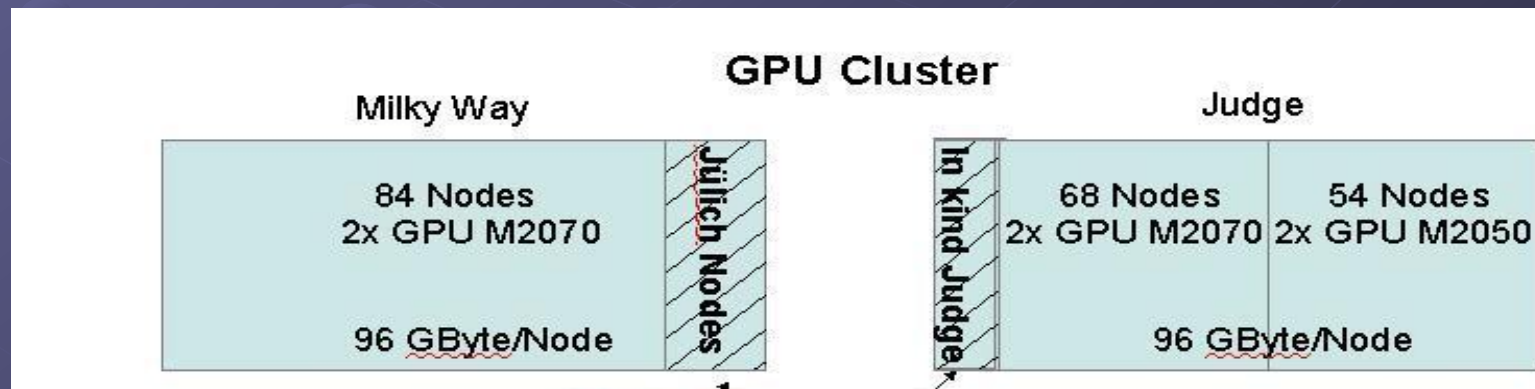 GPU Cluster
Milky Way
84 Nodes
2x GPU M2070
96 GByte/Node
Jülich Nodes
Judge
In kind Judge
68 Nodes
2x GPU M2070
54 Nodes
2x GPU M2050
96 GByte/Node